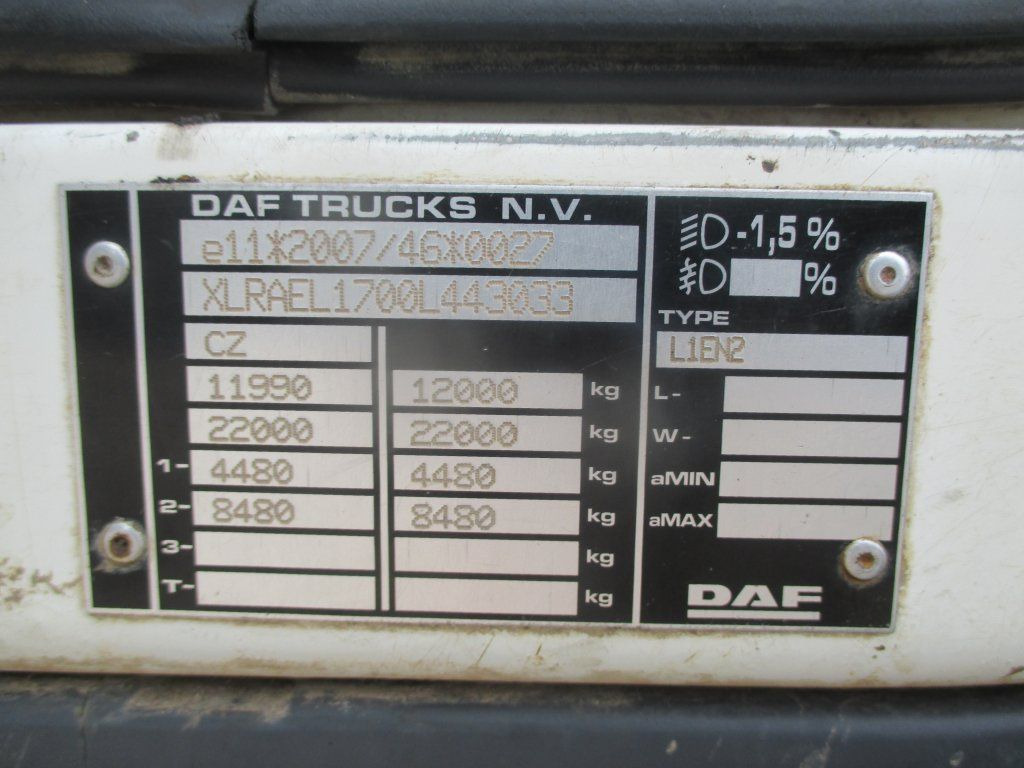 DAF TRUCKS N.V.
e11*2007/46*0027
XLRAEL1700L443033
CZ
11990 12000 kg
22000 22000 kg
1- 4480 4480 kg
2- 8480 8480 kg
3- kg
T- kg
-1,5 %
%
TYPE
L1EN2
L-
W-
aMIN
aMAX
DAF